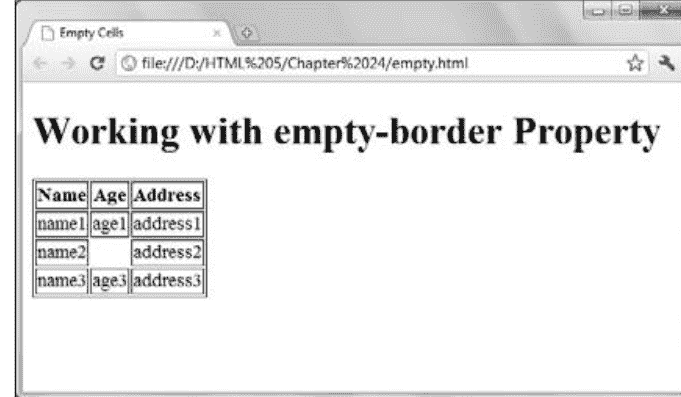 Empty Cells
file:///D:/HTML%205/Chapter%2024/empty.html
Working with empty-border Property
Name Age Address
name1 age1 address1
name2 address2
name3 age3 address3